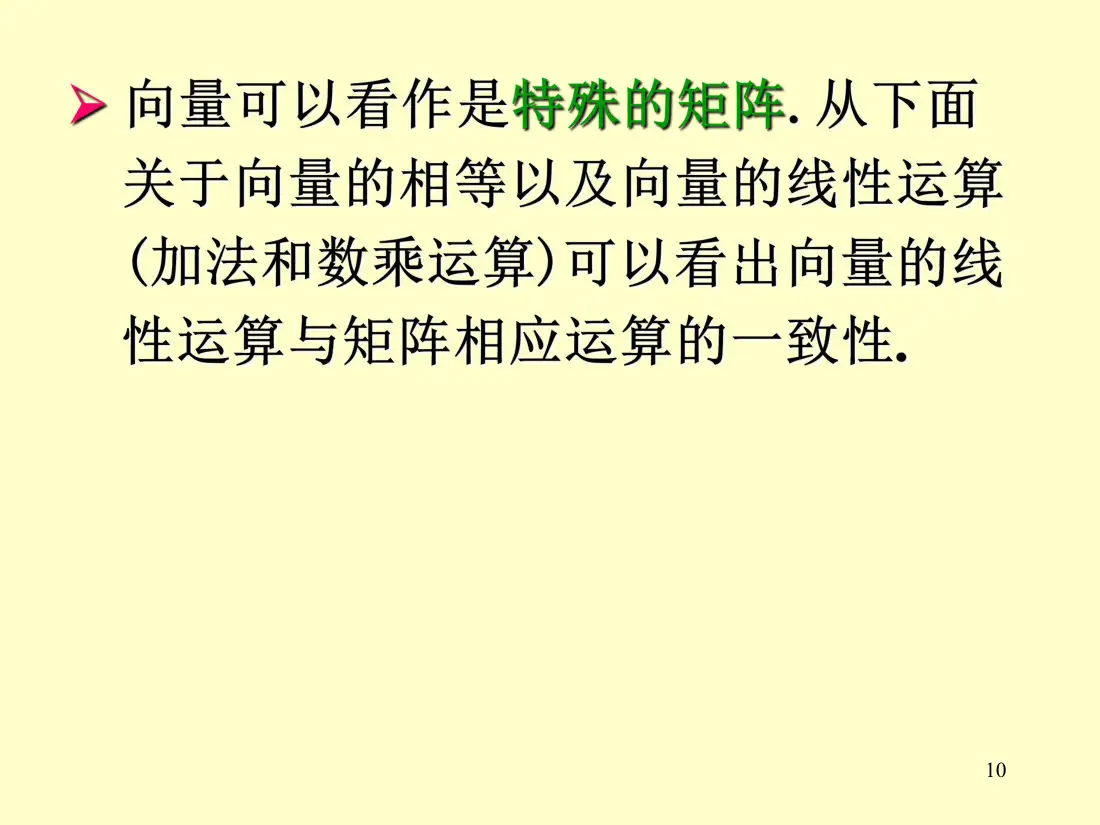 向量可以看作是特殊的矩阵. 从下面
关于向量的相等以及向量的线性运算
(加法和数乘运算)可以看出向量的线
性运算与矩阵相应运算的一致性.
10